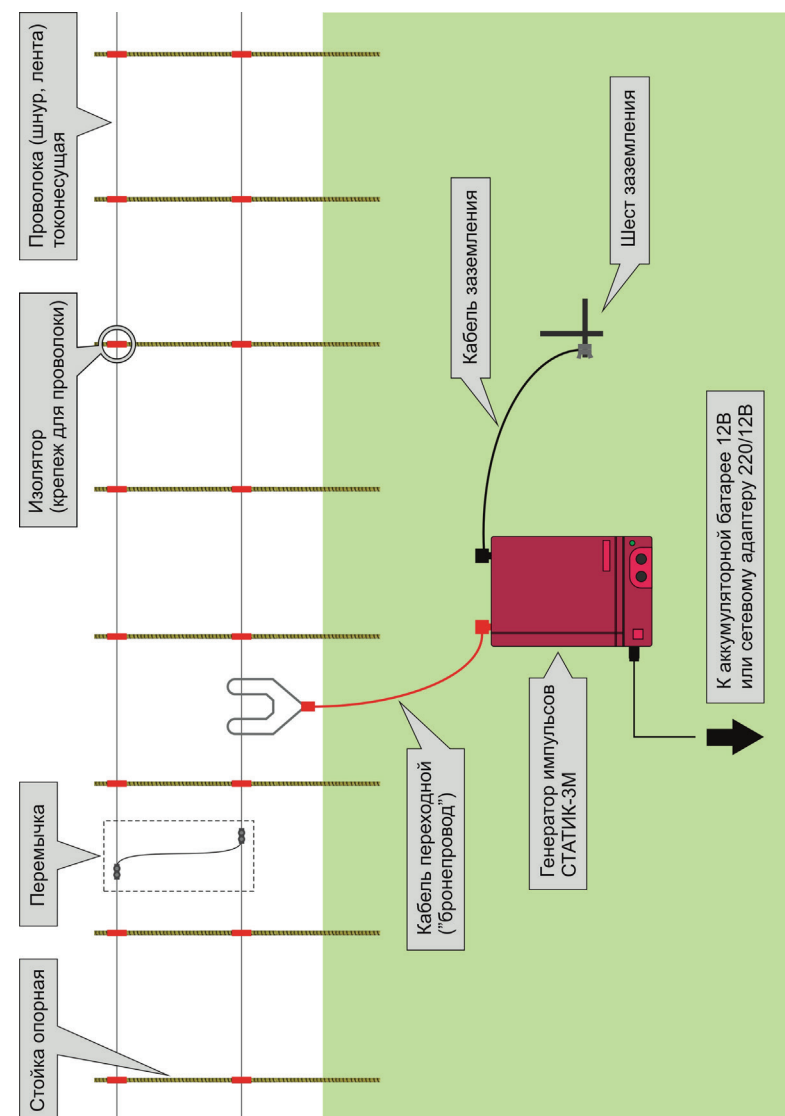 Стойка опорная
Перемычка
Изолятор
(крепеж для проволоки)
Проволока (шнур, лента)
токонесущая
Кабель переходной
("бронепровод")
Генератор импульсов
СТАТИК-3М
Кабель заземления
Шест заземления
К аккумуляторной батарее 12В
или сетевому адаптеру 220/12В